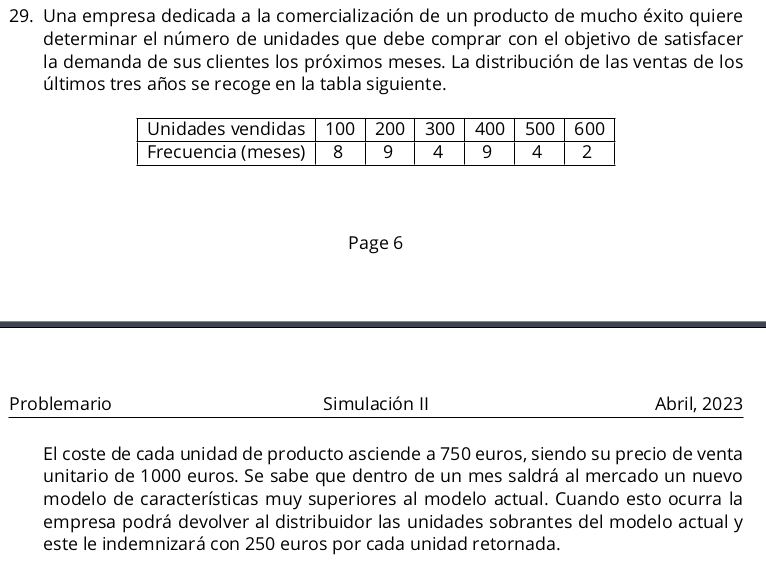 29. Una empresa dedicada a la comercialización de un producto de mucho éxito quiere
determinar el número de unidades que debe comprar con el objetivo de satisfacer
la demanda de sus clientes los próximos meses. La distribución de las ventas de los
últimos tres años se recoge en la tabla siguiente.
Unidades vendidas 100 200 300 400 500 600
Frecuencia (meses) 8 9 4 9 4 2
Page 6
Problemario Simulación II Abril, 2023
El coste de cada unidad de producto asciende a 750 euros, siendo su precio de venta
unitario de 1000 euros. Se sabe que dentro de un mes saldrá al mercado un nuevo
modelo de características muy superiores al modelo actual. Cuando esto ocurra la
empresa podrá devolver al distribuidor las unidades sobrantes del modelo actual y
este le indemnizará con 250 euros por cada unidad retornada.